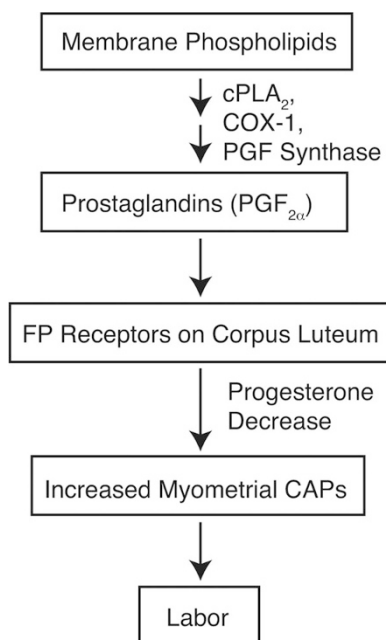 Membrane Phospholipids
cPLA₂,
COX-1,
PGF Synthase
Prostaglandins (PGF₂α)
FP Receptors on Corpus Luteum
Progesterone
Decrease
Increased Myometrial CAPs
Labor